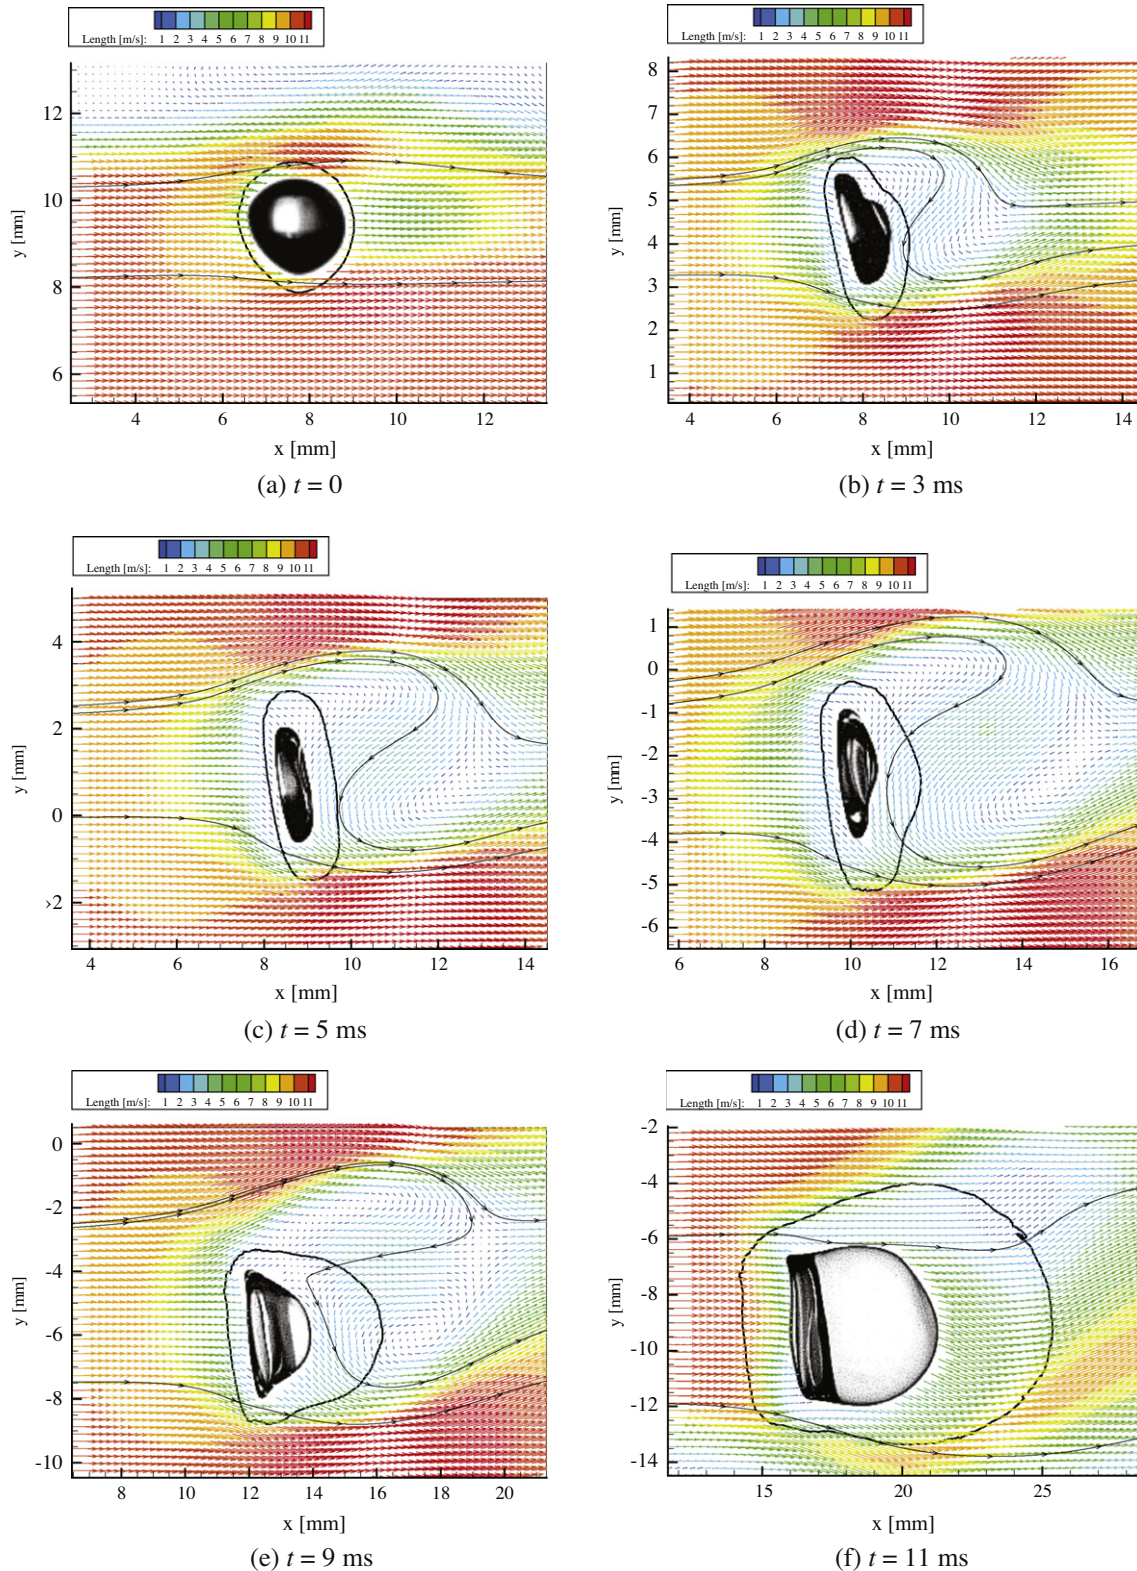 Length [m/s]: 1 2 3 4 5 6 7 8 9 10 11
y [mm]
12
10
8
6
4 6 8 10 12
x [mm]
(a) t = 0
Length [m/s]: 1 2 3 4 5 6 7 8 9 10 11
y [mm]
8
7
6
5
4
3
2
1
4 6 8 10 12 14
x [mm]
(b) t = 3 ms
Length [m/s]: 1 2 3 4 5 6 7 8 9 10 11
y [mm]
4
2
0
›2
4 6 8 10 12 14
x [mm]
(c) t = 5 ms
Length [m/s]: 1 2 3 4 5 6 7 8 9 10 11
y [mm]
1
0
-1
-2
-3
-4
-5
-6
6 8 10 12 14 16
x [mm]
(d) t = 7 ms
Length [m/s]: 1 2 3 4 5 6 7 8 9 10 11
y [mm]
0
-2
-4
-6
-8
-10
8 10 12 14 16 18 20
x [mm]
(e) t = 9 ms
Length [m/s]: 1 2 3 4 5 6 7 8 9 10 11
y [mm]
-2
-4
-6
-8
-10
-12
-14
15 20 25
x [mm]
(f) t = 11 ms